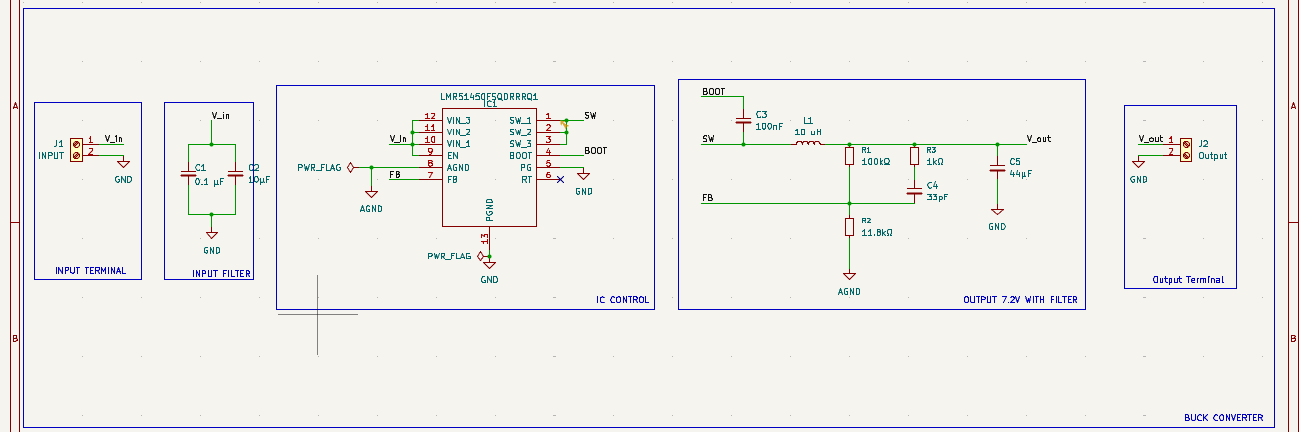 A
A
B
B
J1
INPUT
1
2
V_in
GND
INPUT TERMINAL
V_in
C1
0.1 µF
C2
10µF
GND
INPUT FILTER
LMR51450FSQDRRRQ1
IC1
12 VIN_3 SW_1 1 SW
11 VIN_2 SW_2 2
V_in 10 VIN_1 SW_3 3
9 EN BOOT 4 BOOT
PWR_FLAG 8 AGND PG 5
FB 7 FB RT 6
GND
AGND
PGND
13
PWR_FLAG
GND
IC CONTROL
BOOT
C3
100nF
SW
L1
10 uH
V_out
R1
100kΩ
R3
1kΩ
C5
44µF
C4
33pF
FB
R2
11.8kΩ
GND
AGND
OUTPUT 7.2V WITH FILTER
V_out 1
2
J2
Output
GND
Output Terminal
BUCK CONVERTER